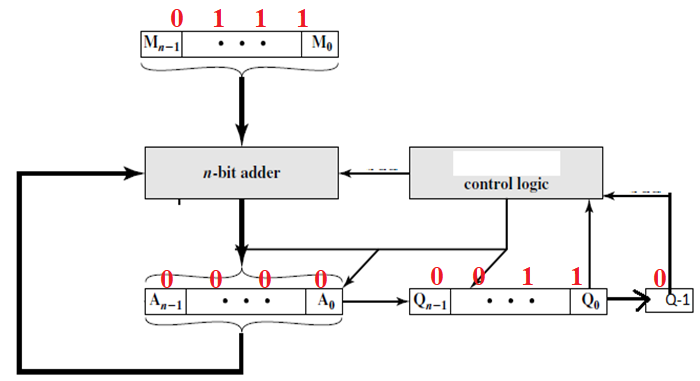 0 1 1 1
Mn−1 • • • M0
n-bit adder
control logic
0 0 0 0
0 0 1 1
0
An−1 • • • A0
Qn−1 • • • Q0
Q-1